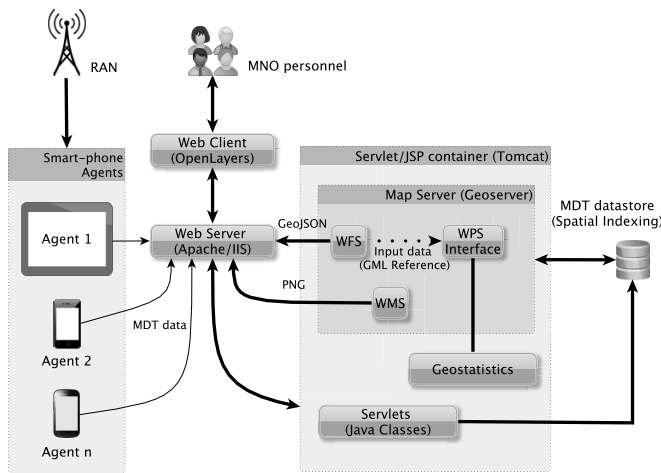 RAN
MNO personnel
Smart-phone
Agents
Web Client
(OpenLayers)
Servlet/JSP container (Tomcat)
Map Server (Geoserver)
MDT datastore
(Spatial Indexing)
Agent 1
Web Server
(Apache/IIS)
GeoJSON
WFS
Input data
(GML Reference)
WPS
Interface
PNG
WMS
MDT data
Agent 2
Geostatistics
Servlets
(Java Classes)
Agent n